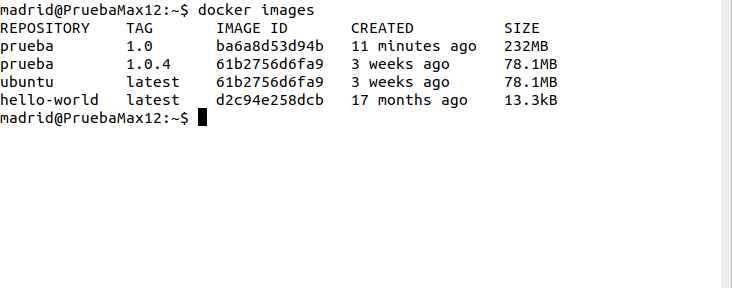 madrid@PruebaMax12:~$ docker images
REPOSITORY    TAG       IMAGE ID       CREATED          SIZE
prueba        1.0       ba6a8d53d94b   11 minutes ago   232MB
prueba        1.0.4     61b2756d6fa9   3 weeks ago      78.1MB
ubuntu        latest    61b2756d6fa9   3 weeks ago      78.1MB
hello-world   latest    d2c94e258dcb   17 months ago    13.3kB
madrid@PruebaMax12:~$